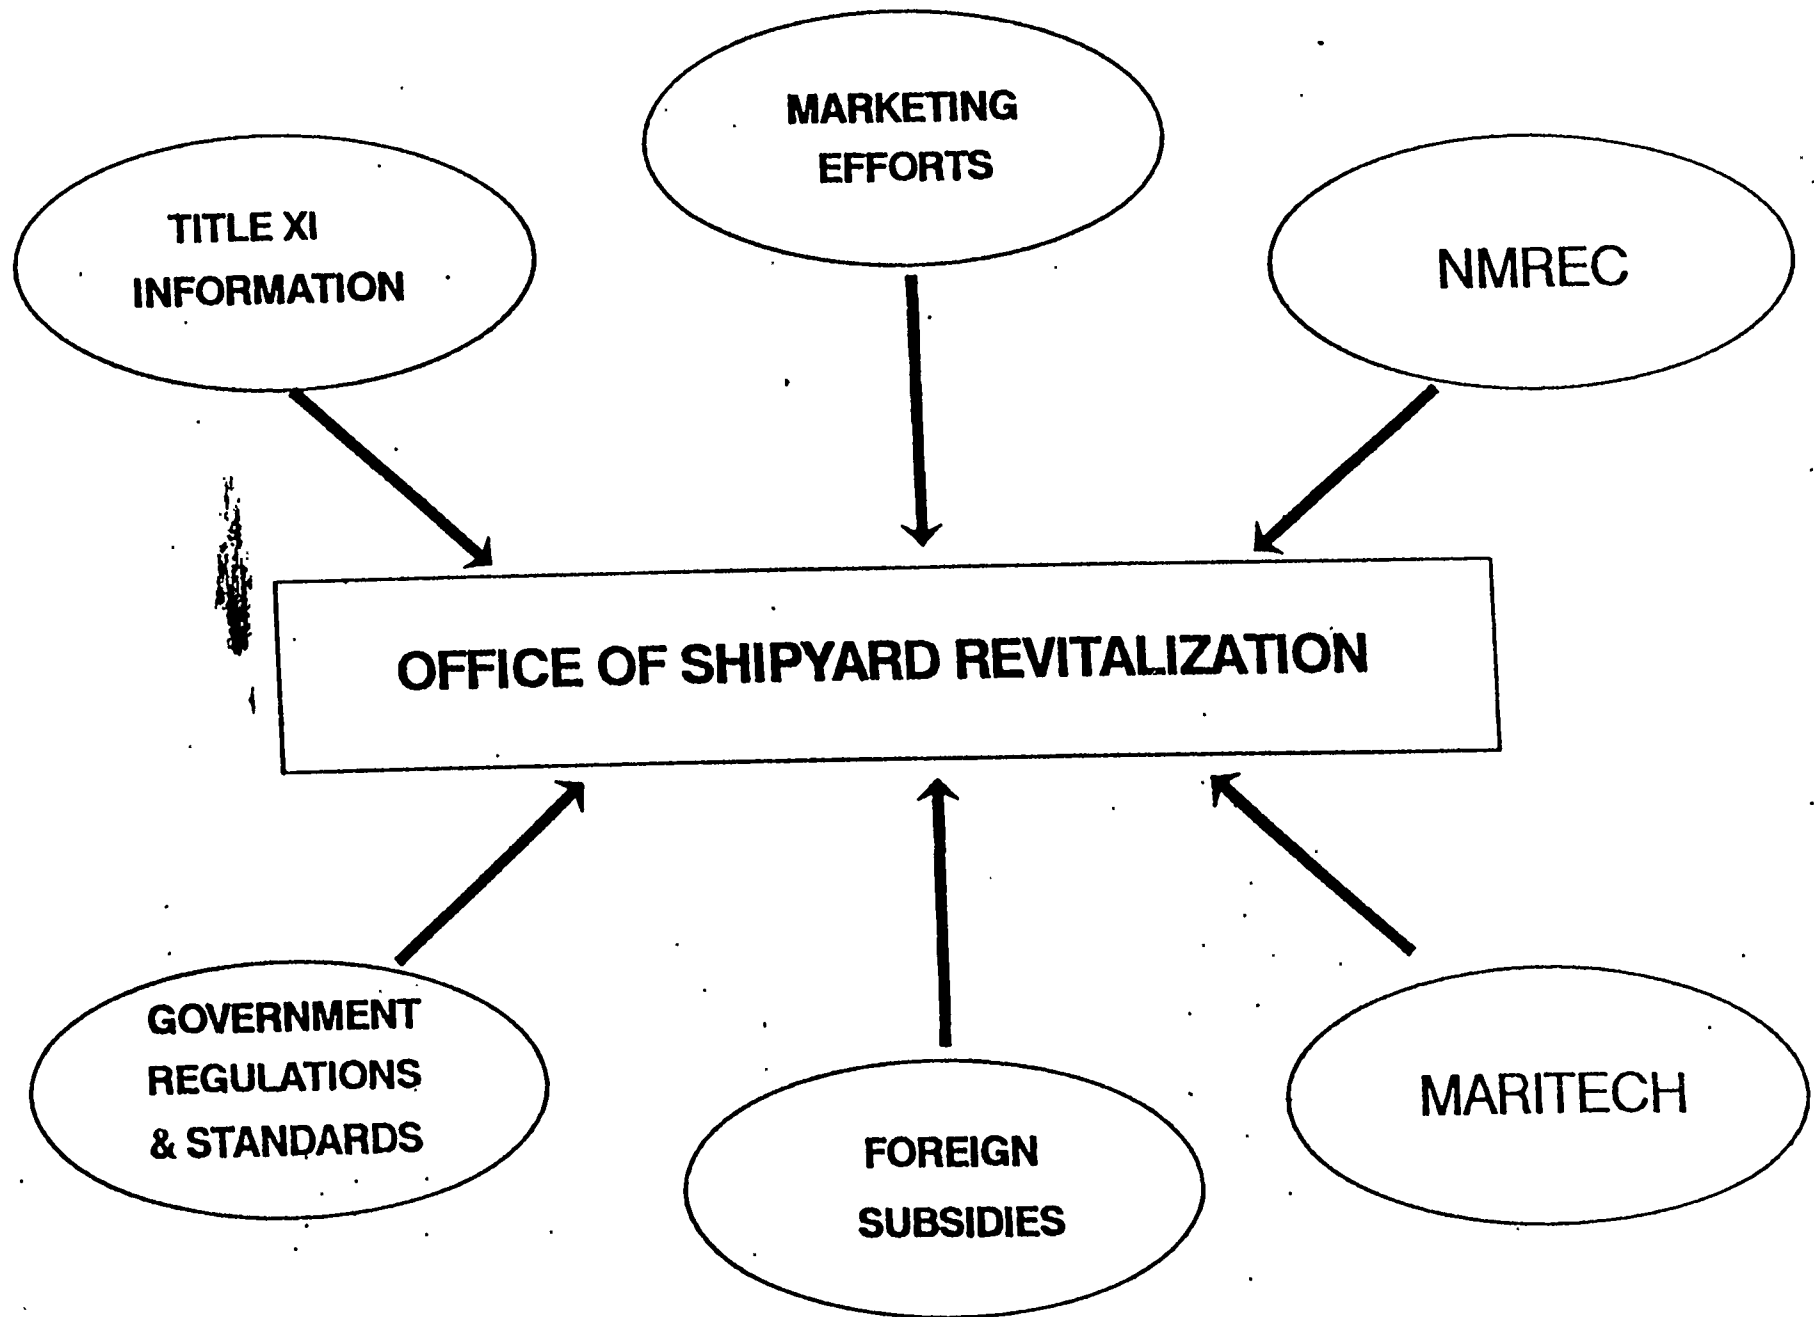 MARKETING
EFFORTS
TITLE XI
INFORMATION
NMREC
OFFICE OF SHIPYARD REVITALIZATION
GOVERNMENT
REGULATIONS
& STANDARDS
FOREIGN
SUBSIDIES
MARITECH